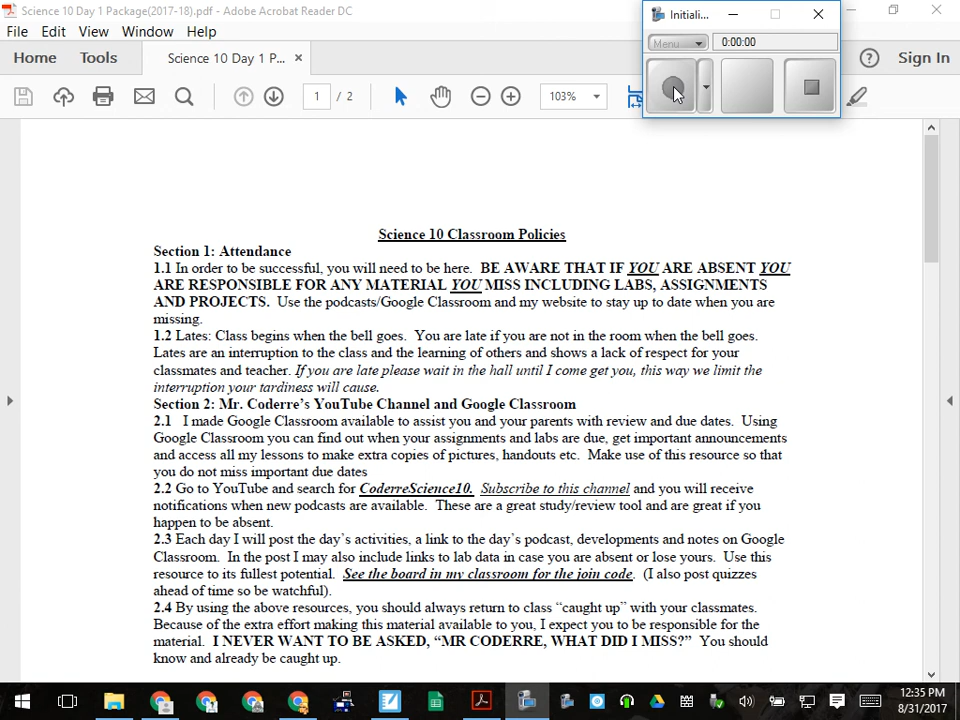 Science 10 Day 1 Package(2017-18).pdf - Adobe Acrobat Reader DC
Initiali...
File Edit View Window Help
Menu
0:00:00
Home Tools Science 10 Day 1 P... × ? Sign In
1 / 2 103%
Science 10 Classroom Policies
Section 1: Attendance
1.1 In order to be successful, you will need to be here. BE AWARE THAT IF YOU ARE ABSENT YOU
ARE RESPONSIBLE FOR ANY MATERIAL YOU MISS INCLUDING LABS, ASSIGNMENTS
AND PROJECTS. Use the podcasts/Google Classroom and my website to stay up to date when you are
missing.
1.2 Lates: Class begins when the bell goes. You are late if you are not in the room when the bell goes.
Lates are an interruption to the class and the learning of others and shows a lack of respect for your
classmates and teacher. If you are late please wait in the hall until I come get you, this way we limit the
interruption your tardiness will cause.
Section 2: Mr. Coderre's YouTube Channel and Google Classroom
2.1 I made Google Classroom available to assist you and your parents with review and due dates. Using
Google Classroom you can find out when your assignments and labs are due, get important announcements
and access all my lessons to make extra copies of pictures, handouts etc. Make use of this resource so that
you do not miss important due dates
2.2 Go to YouTube and search for CoderreScience10. Subscribe to this channel and you will receive
notifications when new podcasts are available. These are a great study/review tool and are great if you
happen to be absent.
2.3 Each day I will post the day's activities, a link to the day's podcast, developments and notes on Google
Classroom. In the post I may also include links to lab data in case you are absent or lose yours. Use this
resource to its fullest potential. See the board in my classroom for the join code. (I also post quizzes
ahead of time so be watchful).
2.4 By using the above resources, you should always return to class "caught up" with your classmates.
Because of the extra effort making this material available to you, I expect you to be responsible for the
material. I NEVER WANT TO BE ASKED, "MR CODERRE, WHAT DID I MISS?" You should
know and already be caught up.
12:35 PM
8/31/2017